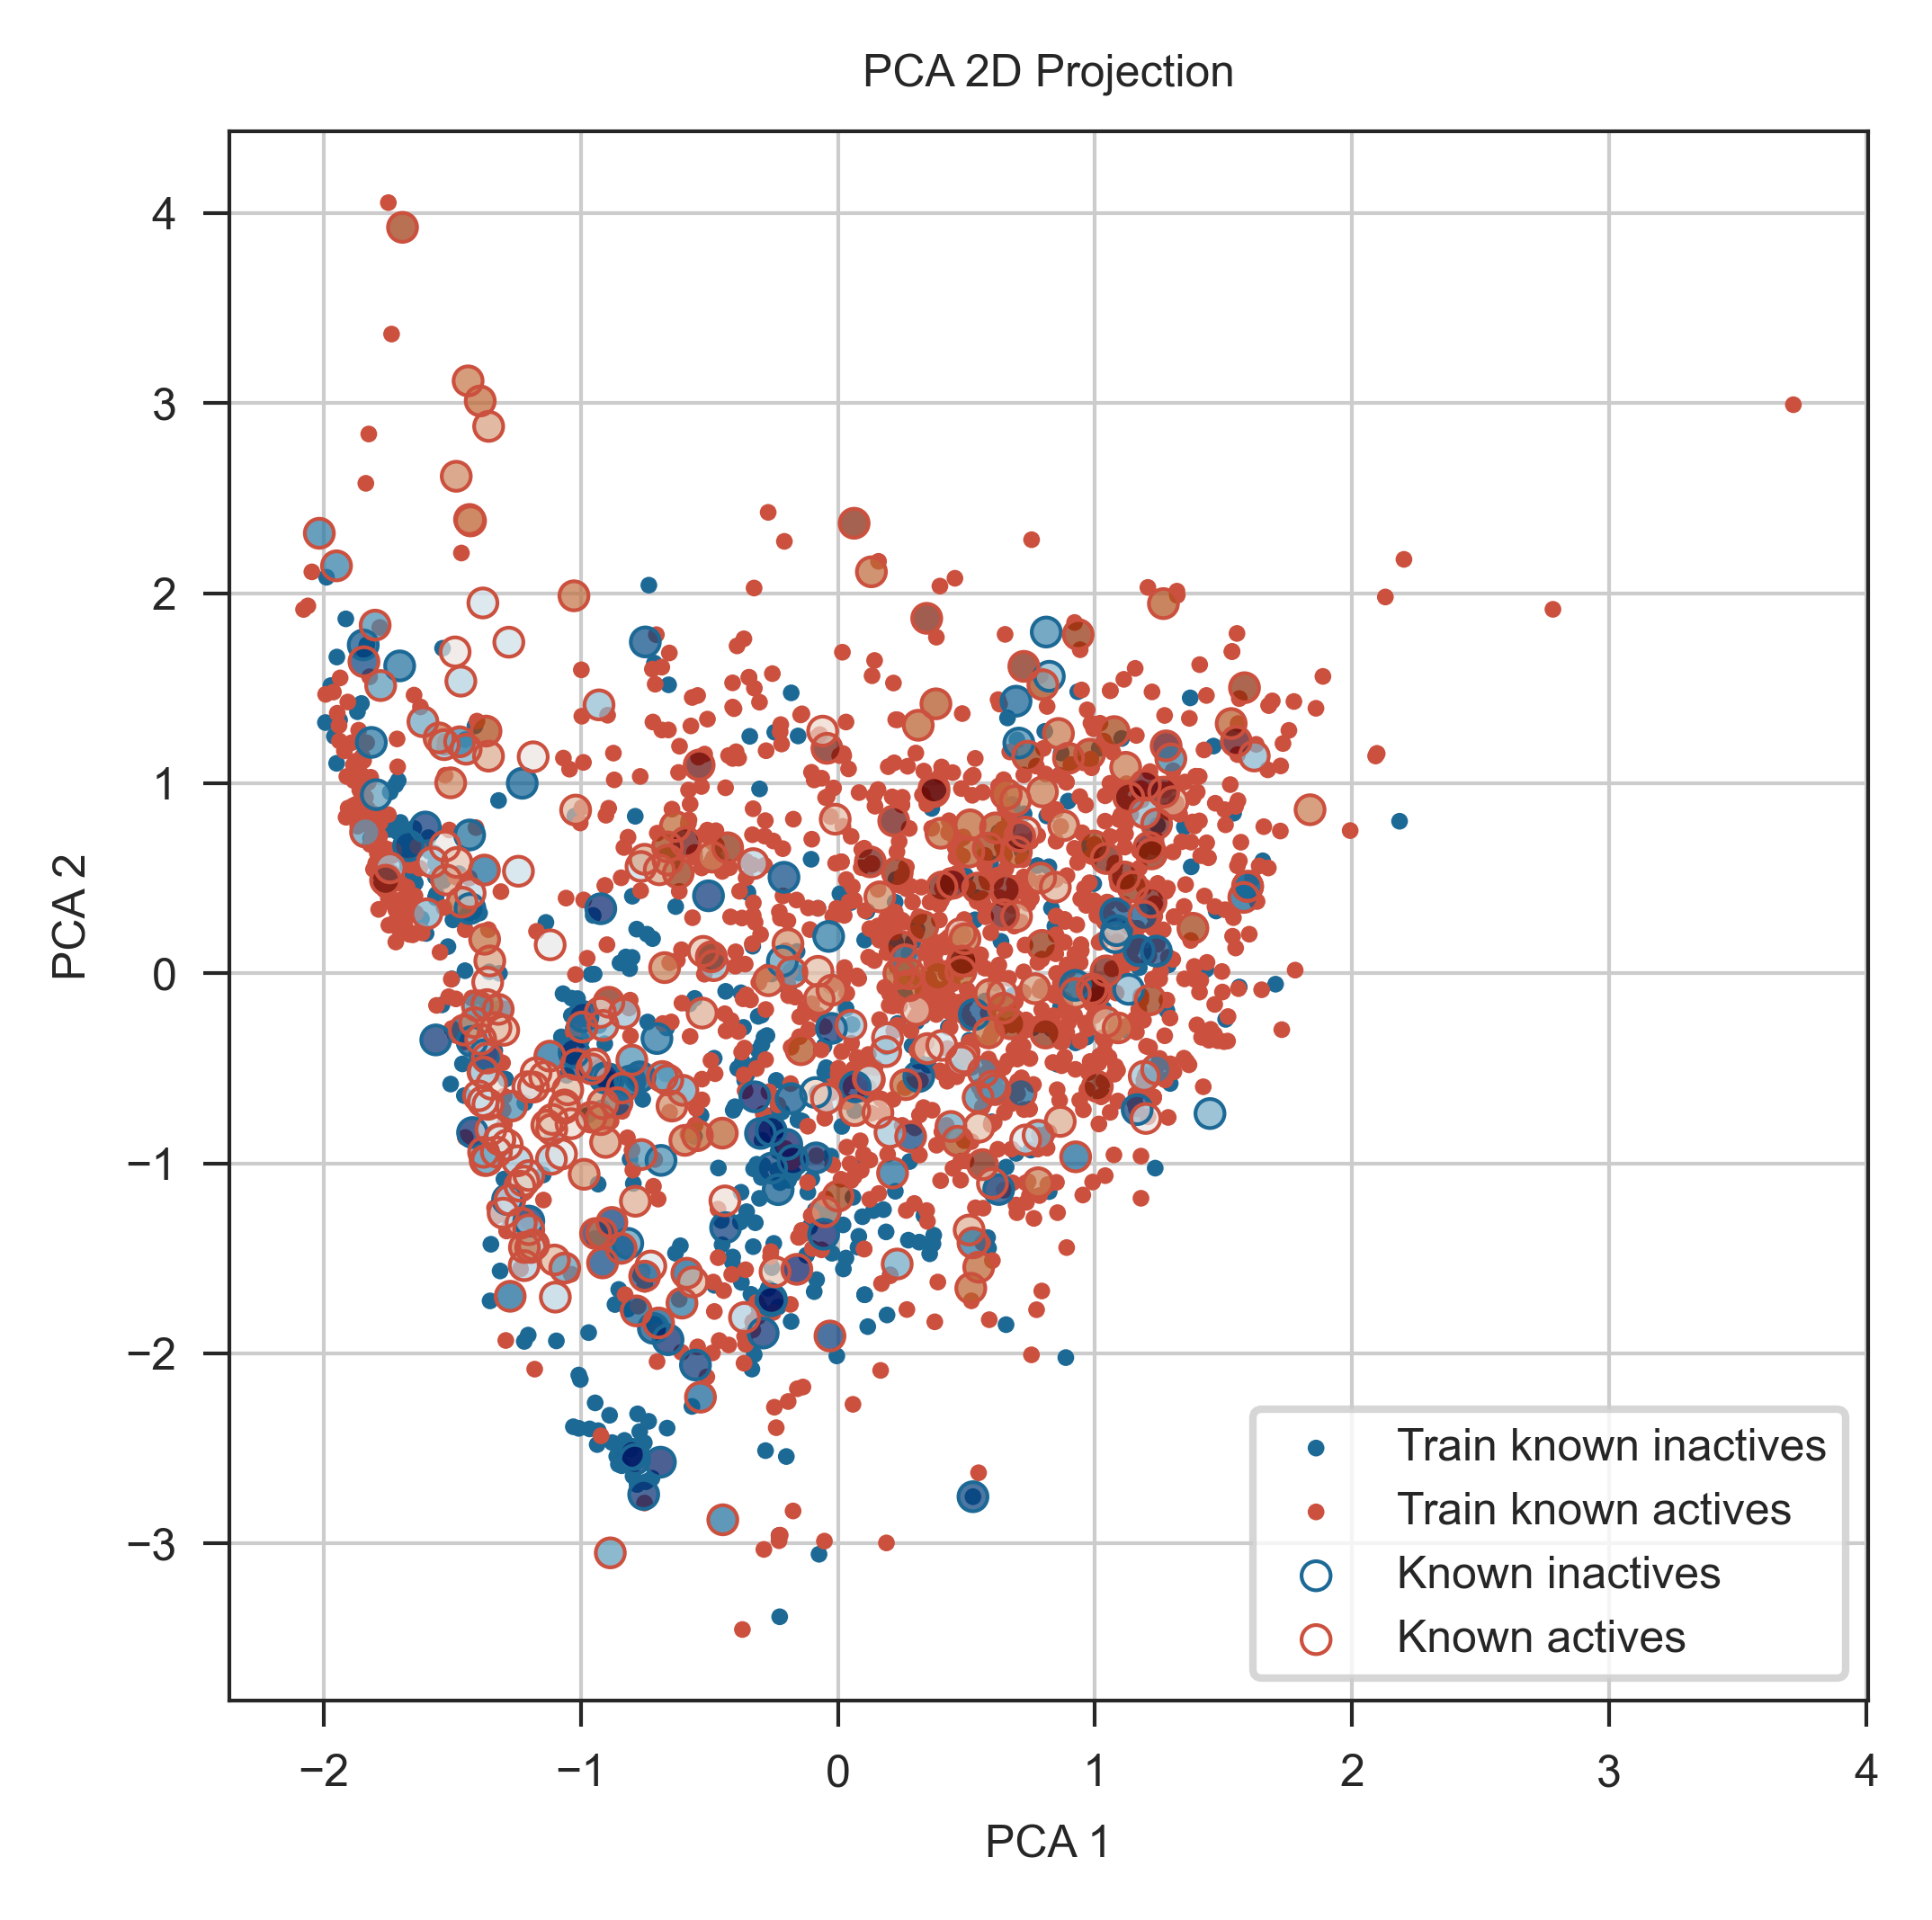 PCA 2D Projection
4
3
2
1
0
−1
−2
−3
PCA 2
−2
−1
0
1
2
3
4
PCA 1
Train known inactives
Train known actives
Known inactives
Known actives